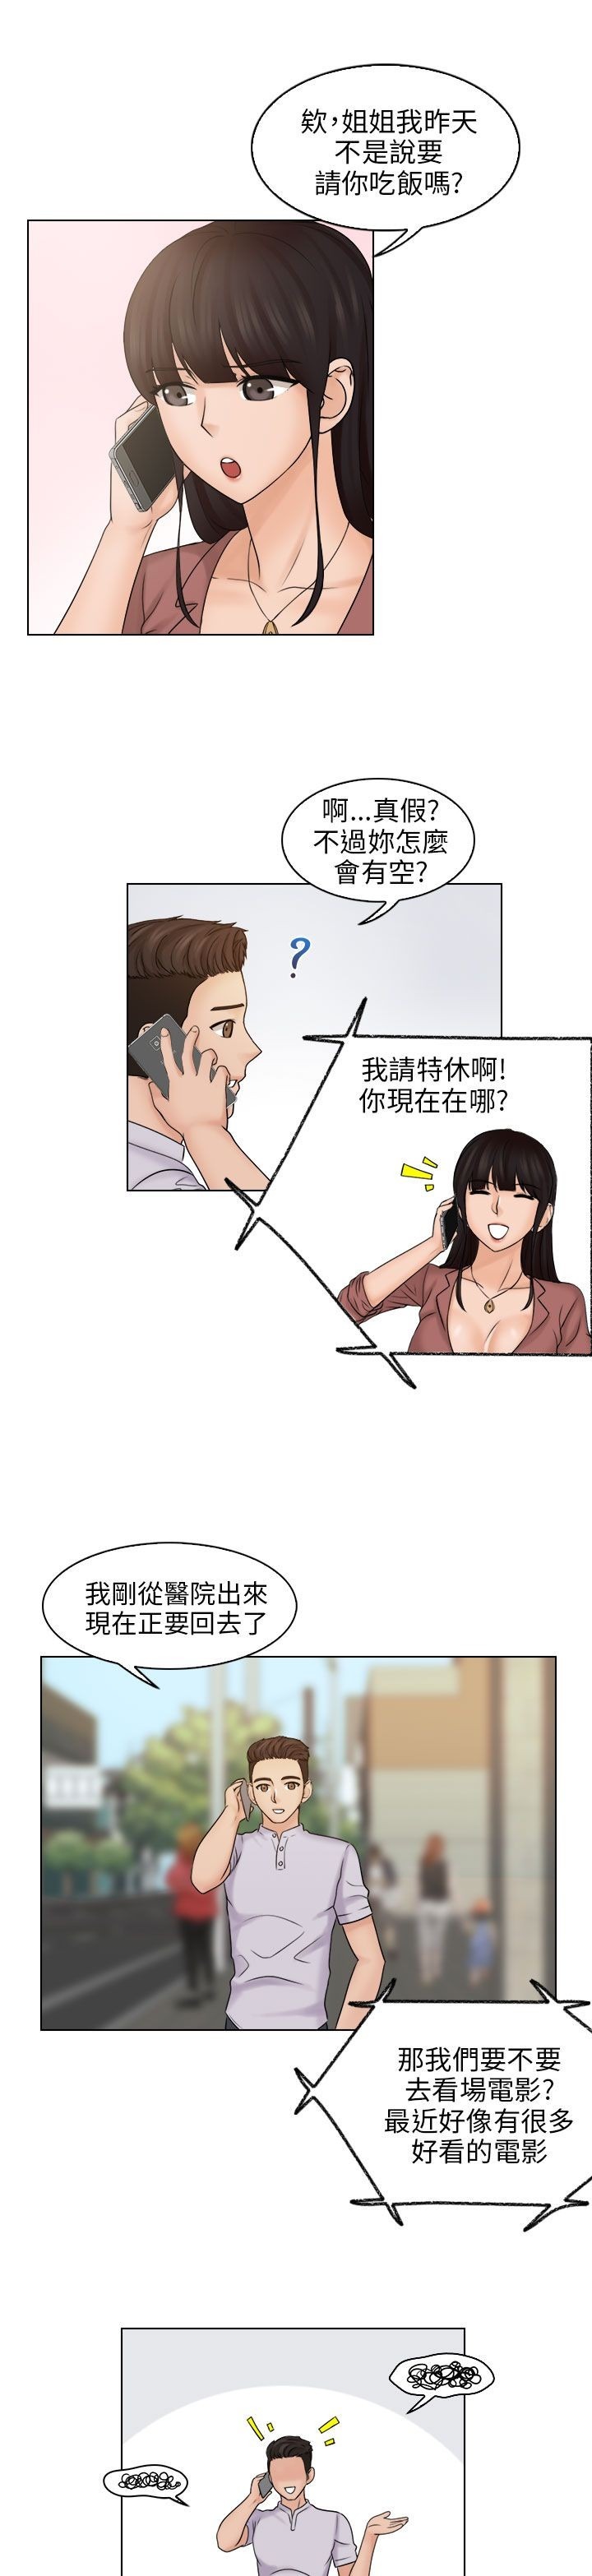 欸，姐姐我昨天
不是說要
請你吃飯嗎?
啊...真假?
不過妳怎麼
會有空?
?
我請特休啊!
你現在在哪?
我剛從醫院出來
現在正要回去了
那我們要不要
去看場電影?
最近好像有很多
好看的電影